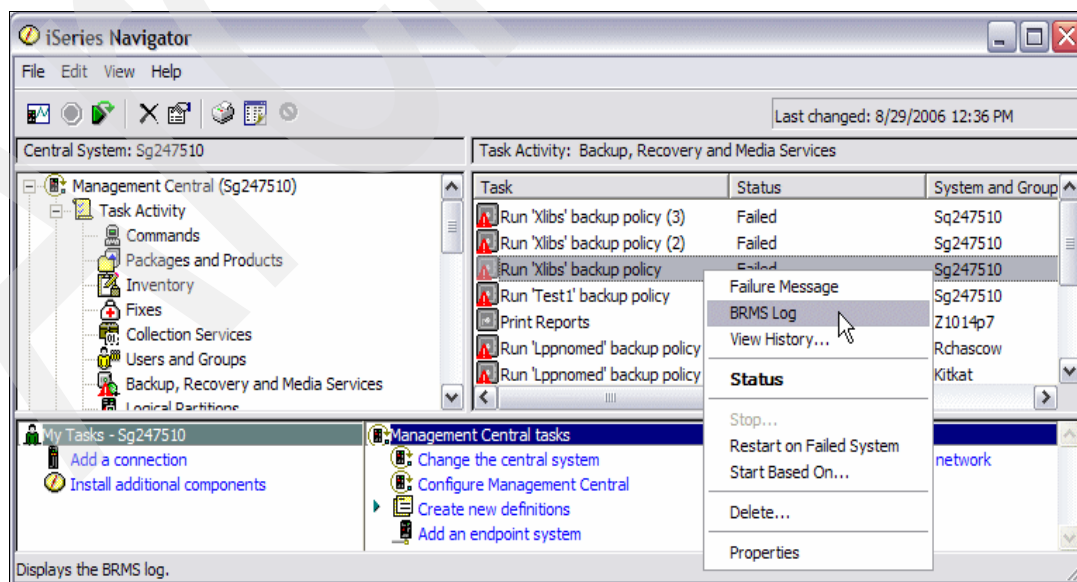 iSeries Navigator
File Edit View Help
Last changed: 8/29/2006 12:36 PM
Central System: Sg247510
Task Activity: Backup, Recovery and Media Services
Management Central (Sg247510)
Task Activity
Commands
Packages and Products
Inventory
Fixes
Collection Services
Users and Groups
Backup, Recovery and Media Services
Logical Partitions
Task Status System and Group
Run 'Xlibs' backup policy (3) Failed Sg247510
Run 'Xlibs' backup policy (2) Failed Sg247510
Run 'Xlibs' backup policy Failed Sg247510
Run 'Test1' backup policy Sg247510
Print Reports Z1014p7
Run 'Lppnomed' backup policy Rchascow
Run 'Lppnomed' backup policy Kitkat
Failure Message
BRMS Log
View History...
Status
Stop...
Restart on Failed System
Start Based On...
Delete...
Properties
My Tasks - Sg247510
Add a connection
Install additional components
Management Central tasks
Change the central system
Configure Management Central
Create new definitions
Add an endpoint system
network
Displays the BRMS log.